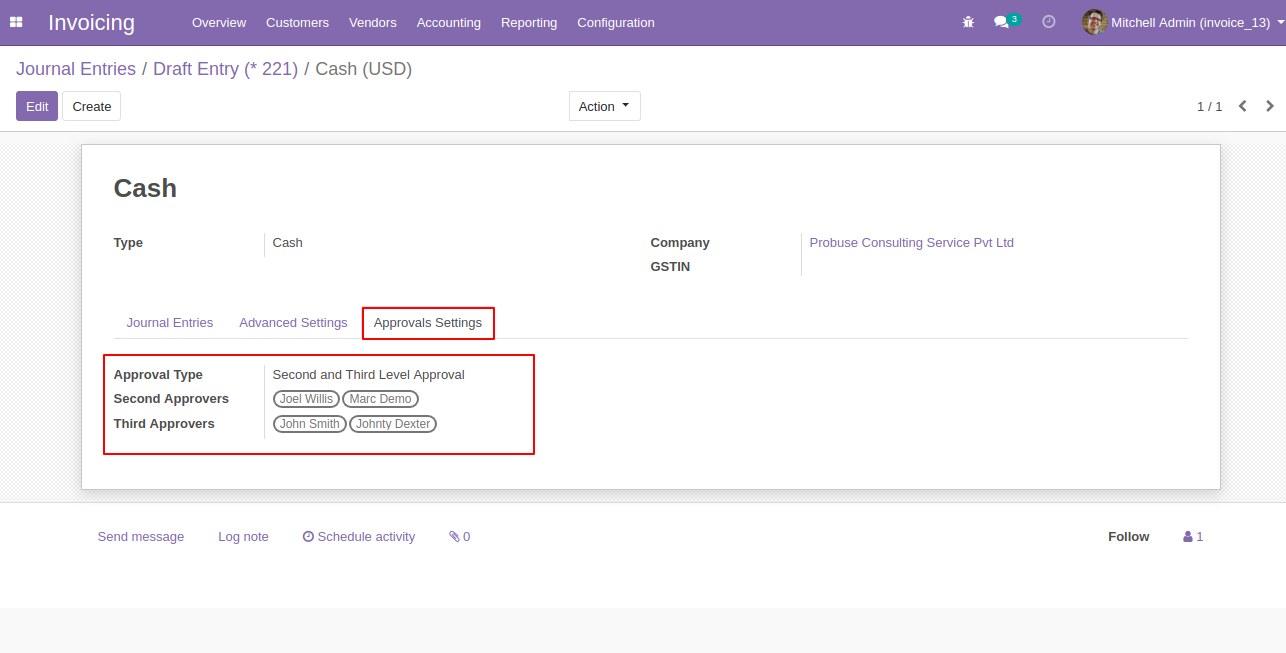 Invoicing Overview Customers Vendors Accounting Reporting Configuration 3 Mitchell Admin (invoice_13)
Journal Entries / Draft Entry (* 221) / Cash (USD)
Edit Create Action 1 / 1
Cash
Type Cash Company Probuse Consulting Service Pvt Ltd
GSTIN
Journal Entries Advanced Settings Approvals Settings
Approval Type Second and Third Level Approval
Second Approvers Joel Willis Marc Demo
Third Approvers John Smith Johnty Dexter
Send message Log note Schedule activity 0 Follow 1